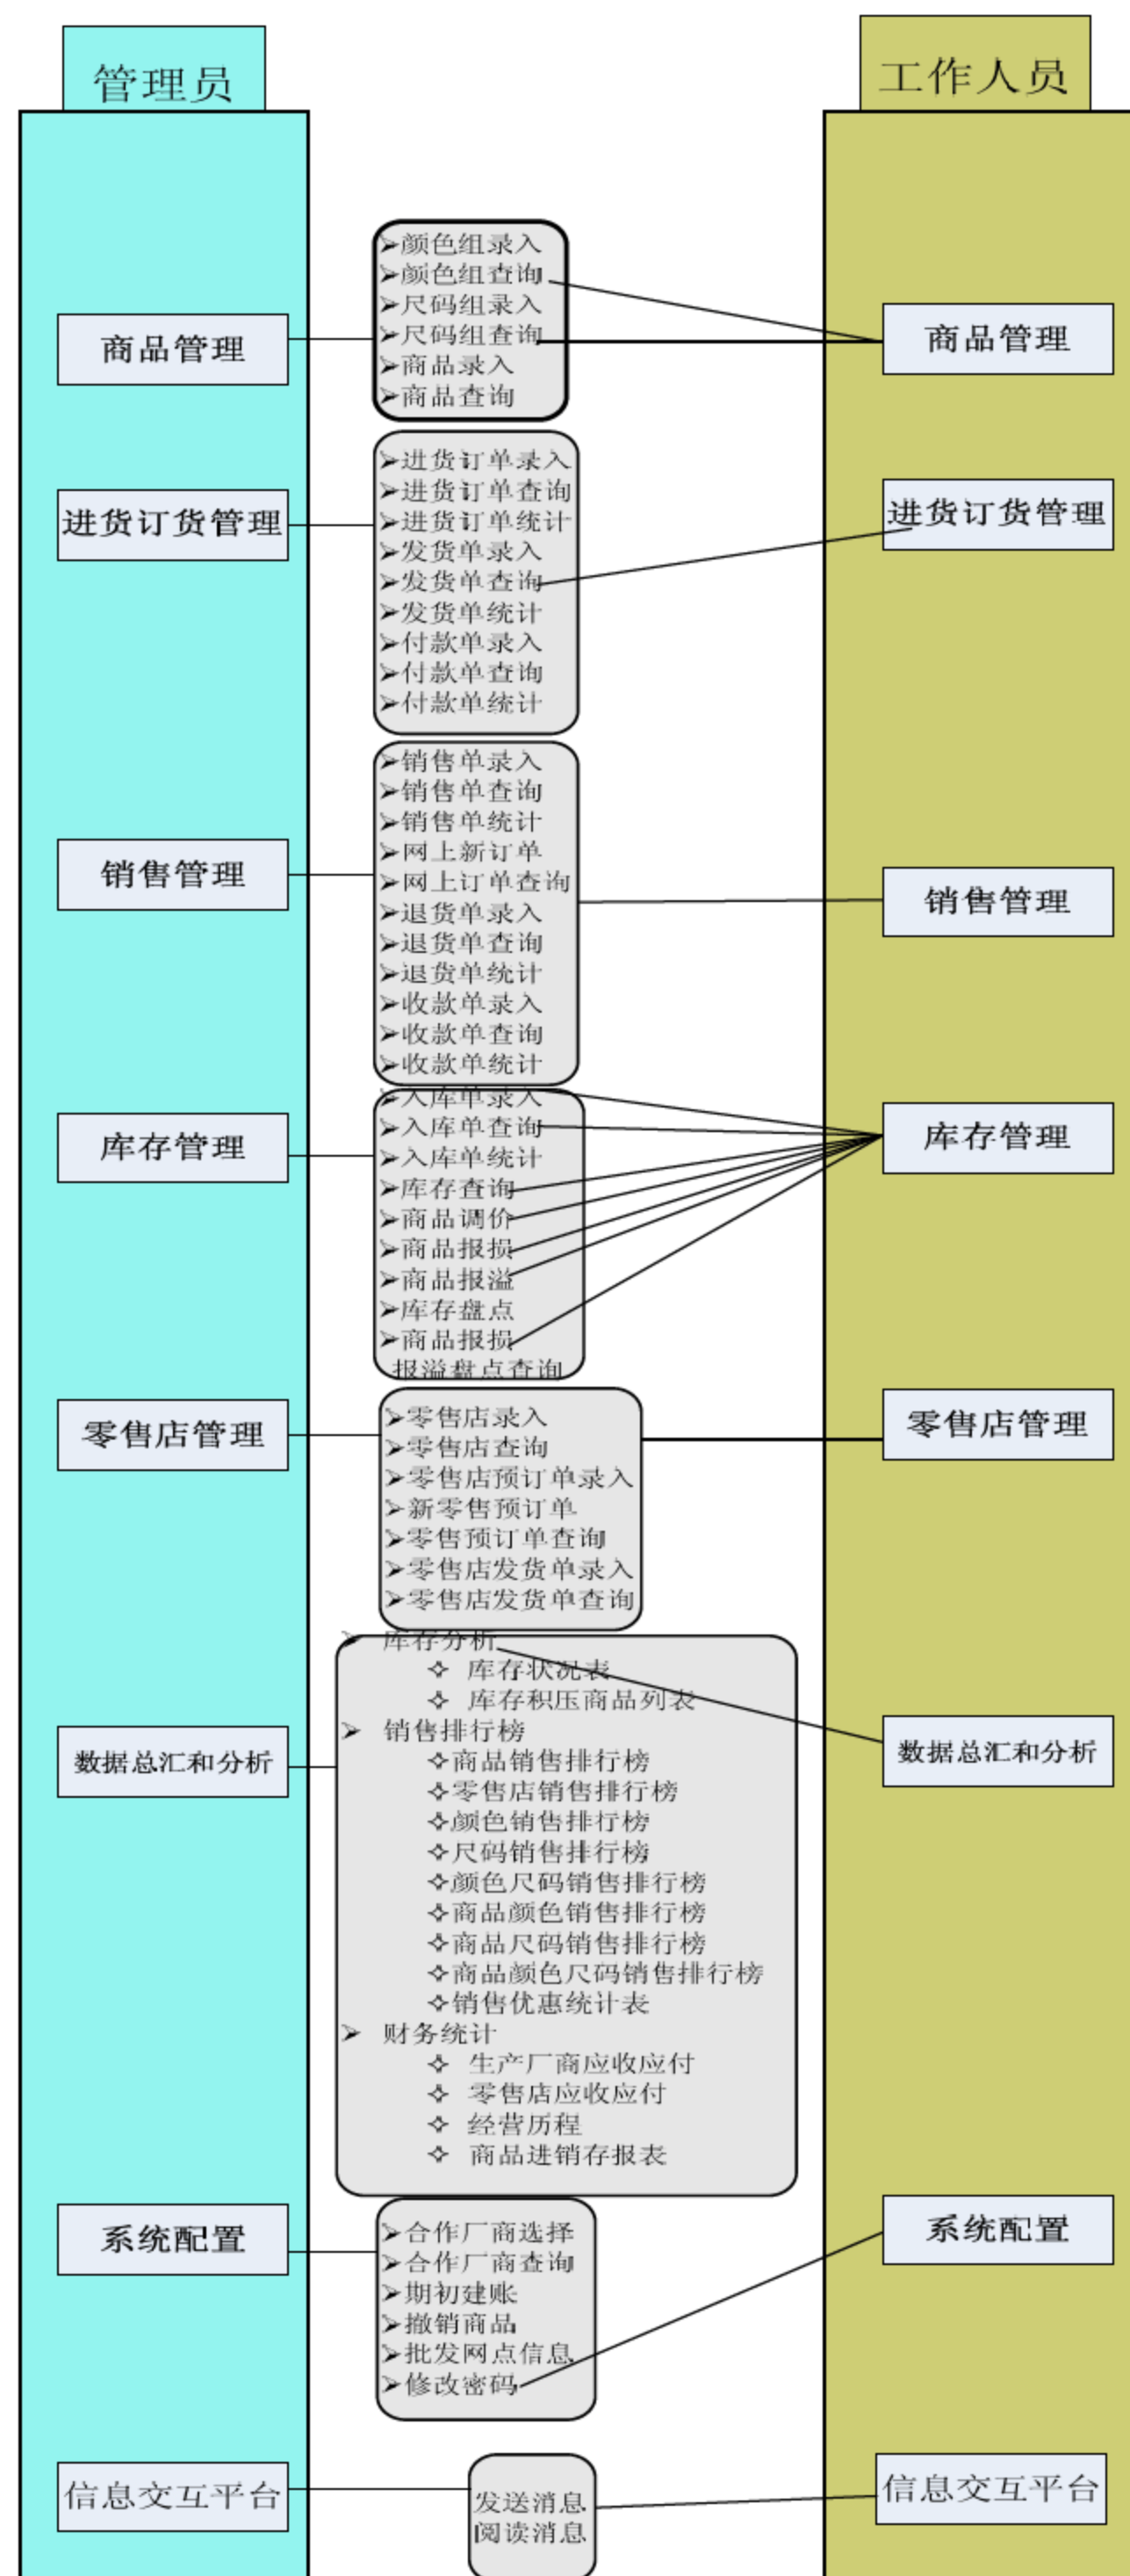 管理员
工作人员
➢颜色组录入
➢颜色组查询
➢尺码组录入
➢尺码组查询
➢商品录入
➢商品查询
商品管理
商品管理
➢进货订单录入
➢进货订单查询
➢进货订单统计
➢发货单录入
➢发货单查询
➢发货单统计
➢付款单录入
➢付款单查询
➢付款单统计
进货订货管理
进货订货管理
➢销售单录入
➢销售单查询
➢销售单统计
➢网上新订单
➢网上订单查询
➢退货单录入
➢退货单查询
➢退货单统计
➢收款单录入
➢收款单查询
➢收款单统计
销售管理
销售管理
➢入库单录入
➢入库单查询
➢入库单统计
➢库存查询
➢商品调价
➢商品报损
➢商品报溢
➢库存盘点
➢商品报损
报溢盘点查询
库存管理
库存管理
➢零售店录入
➢零售店查询
➢零售店预订单录入
➢新零售预订单
➢零售预订单查询
➢零售店发货单录入
➢零售店发货单查询
零售店管理
零售店管理
➢ 库存分析
✧ 库存状况表
✧ 库存积压商品列表
➢ 销售排行榜
✧商品销售排行榜
✧零售店销售排行榜
✧颜色销售排行榜
✧尺码销售排行榜
✧颜色尺码销售排行榜
✧商品颜色销售排行榜
✧商品尺码销售排行榜
✧商品颜色尺码销售排行榜
✧销售优惠统计表
➢ 财务统计
✧ 生产厂商应收应付
✧ 零售店应收应付
✧ 经营历程
✧ 商品进销存报表
数据总汇和分析
数据总汇和分析
➢合作厂商选择
➢合作厂商查询
➢期初建账
➢撤销商品
➢批发网点信息
➢修改密码
系统配置
系统配置
信息交互平台
发送消息
阅读消息
信息交互平台